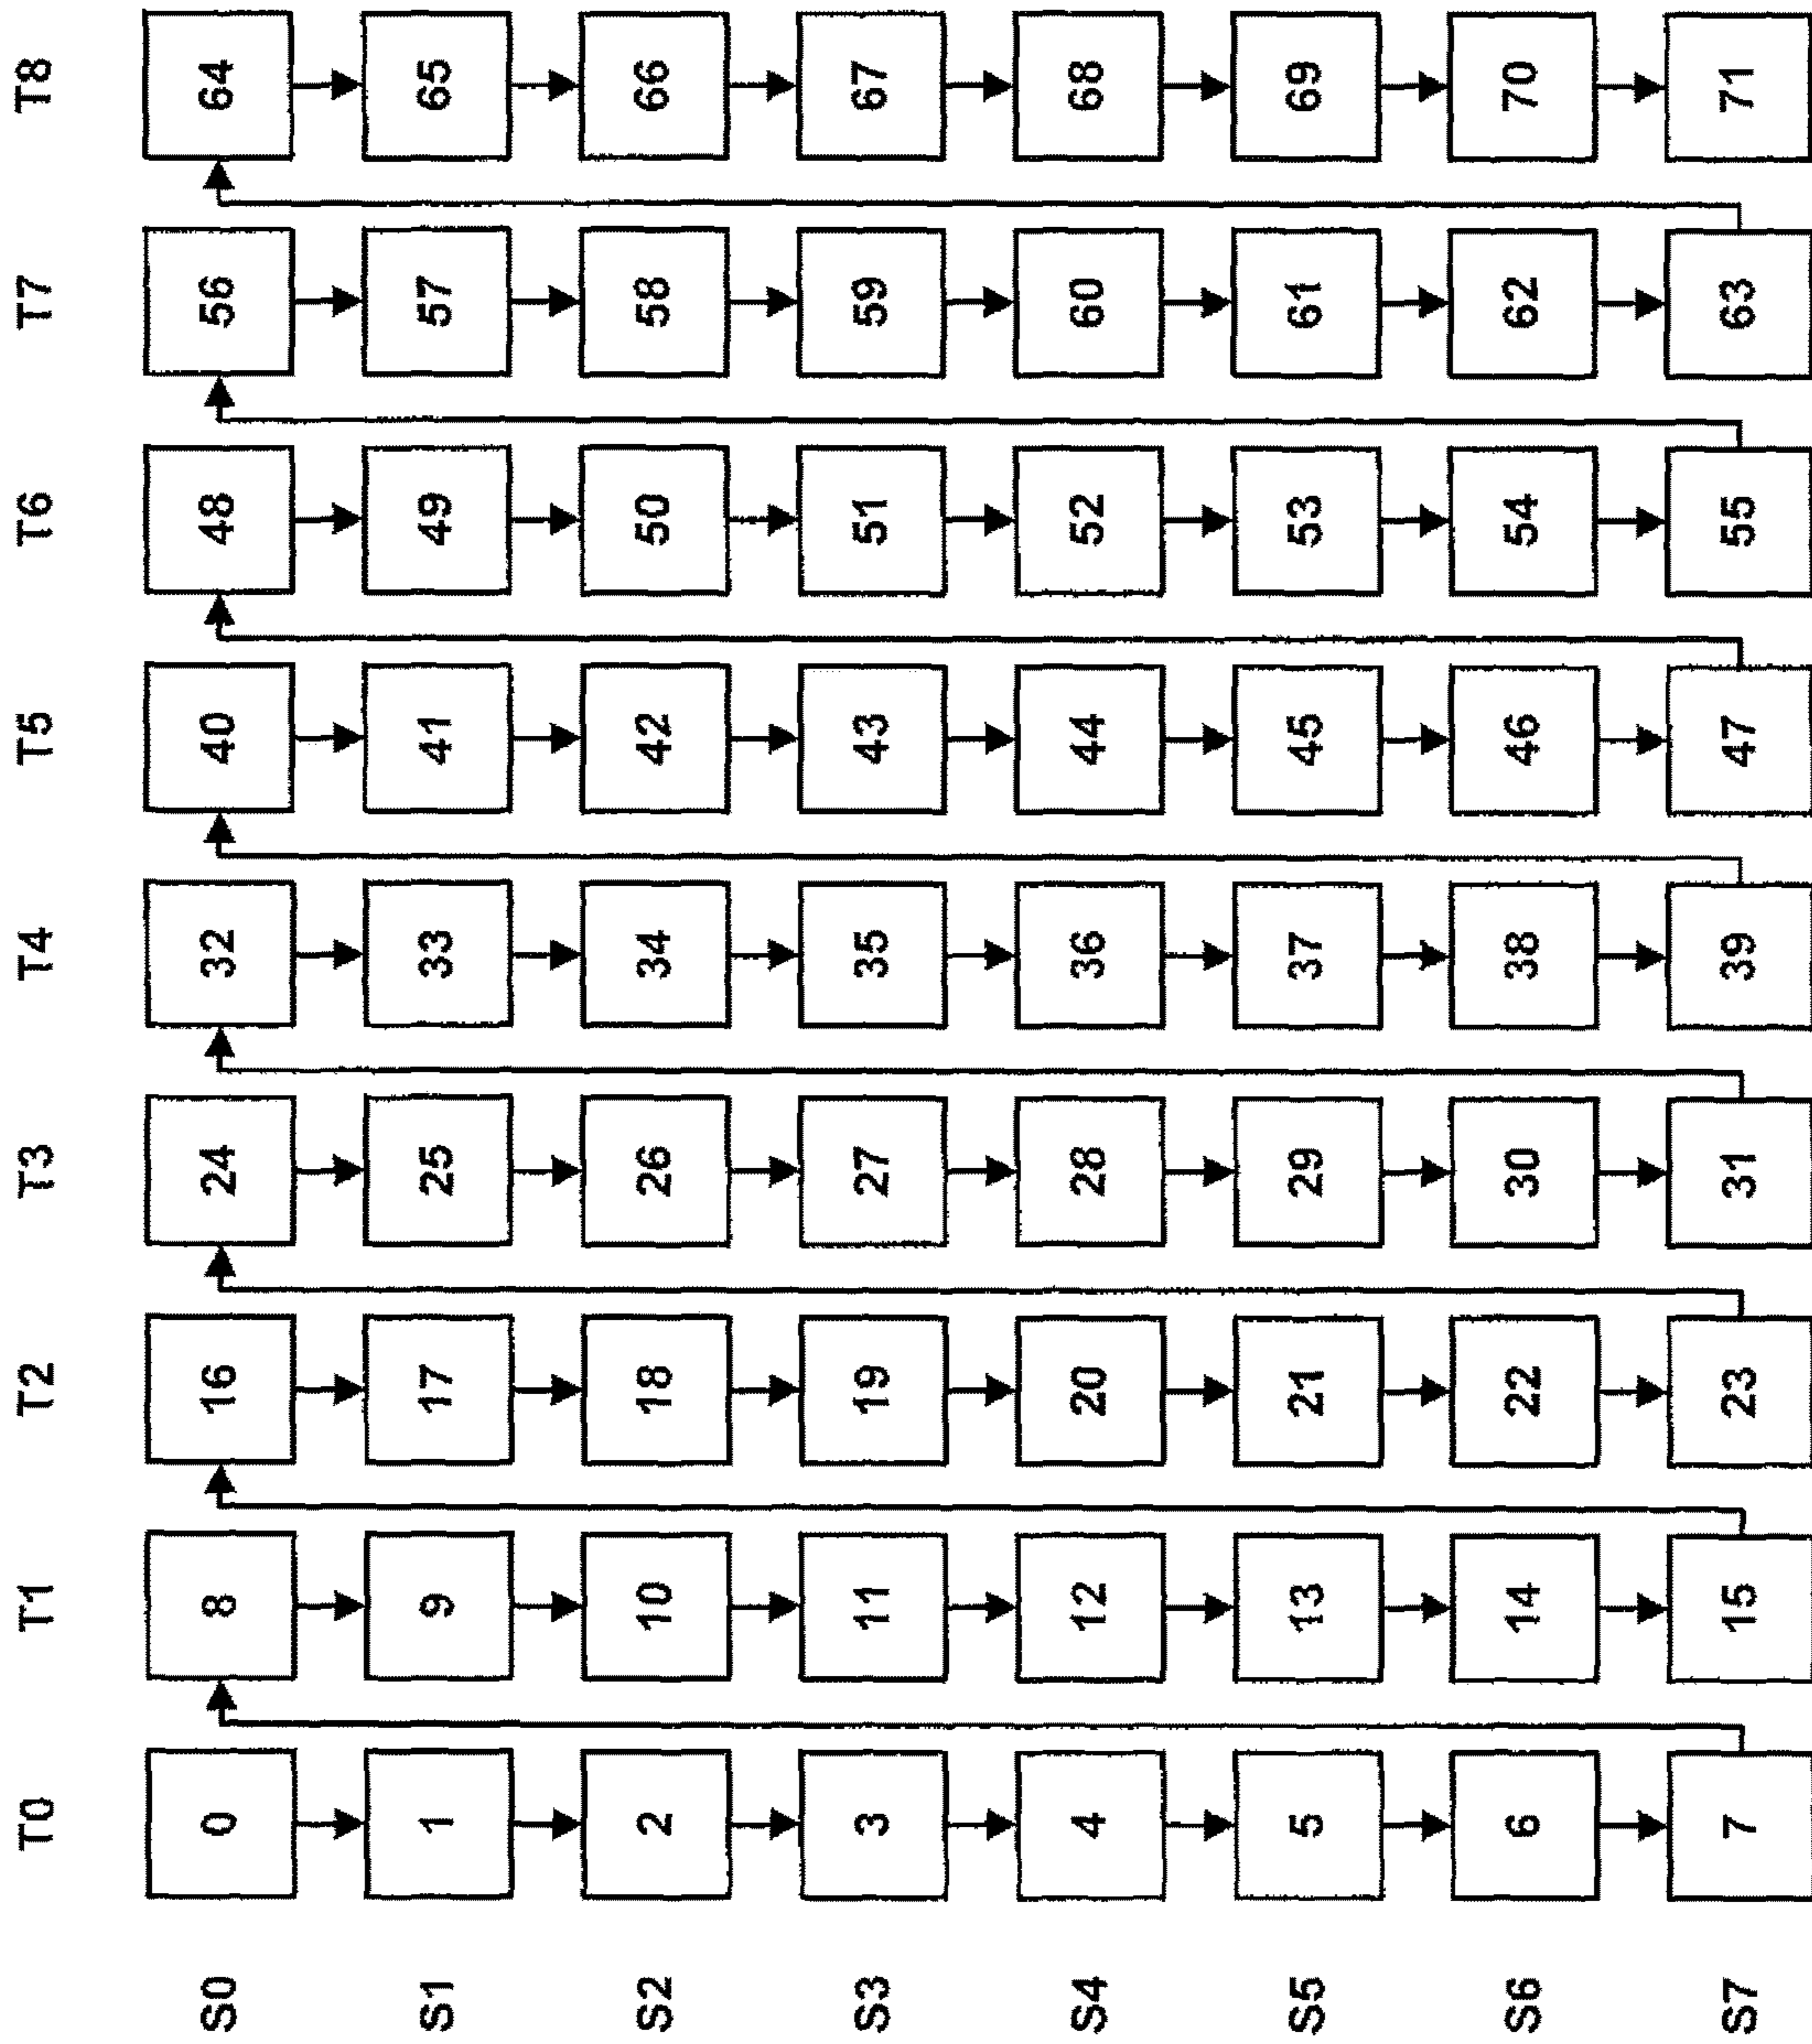 T0 T1 T2 T3 T4 T5 T6 T7 T8
S0 0 8 16 24 32 40 48 56 64
S1 1 9 17 25 33 41 49 57 65
S2 2 10 18 26 34 42 50 58 66
S3 3 11 19 27 35 43 51 59 67
S4 4 12 20 28 36 44 52 60 68
S5 5 13 21 29 37 45 53 61 69
S6 6 14 22 30 38 46 54 62 70
S7 7 15 23 31 39 47 55 63 71